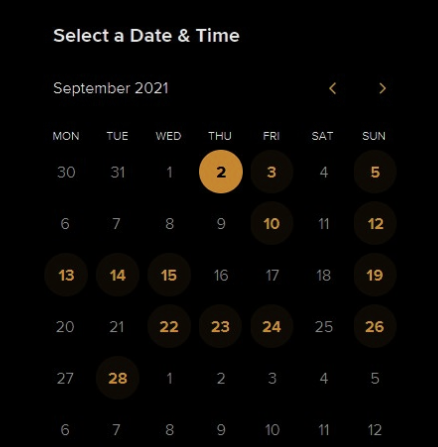 Select a Date & Time
September 2021
MON TUE WED THU FRI SAT SUN
30 31 1 2 3 4 5
6 7 8 9 10 11 12
13 14 15 16 17 18 19
20 21 22 23 24 25 26
27 28 1 2 3 4 5
6 7 8 9 10 11 12